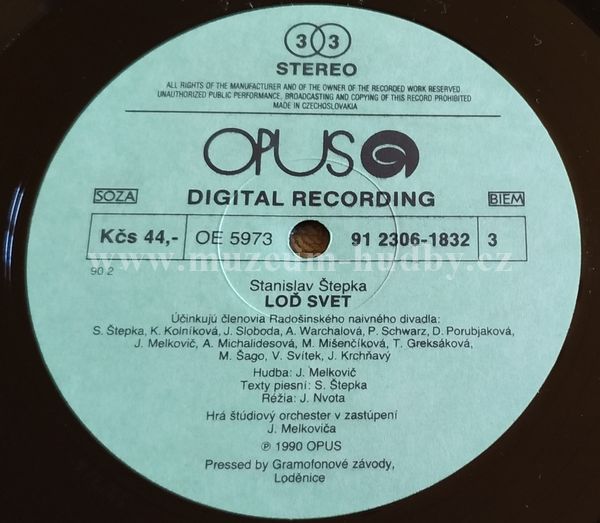 3 3
STEREO
ALL RIGHTS OF THE MANUFACTURER AND OF THE OWNER OF THE RECORDED WORK RESERVED
UNAUTHORIZED PUBLIC PERFORMANCE, BROADCASTING AND COPYING OF THIS RECORD PROHIBITED
MADE IN CZECHOSLOVAKIA
OPUS
SOZA DIGITAL RECORDING BIEM
Kčs 44,- OE 5973 91 2306-1832 3
90 2
www.muzeum-hudby.cz
Stanislav Štepka
LOĎ SVET
Účinkujú členovia Radošinského naivného divadla:
S. Štepka, K. Kolníková, J. Sloboda, A. Warchalová, P. Schwarz, D. Porubjaková,
J. Melkovič, A. Michalidesová, M. Mišenčíková, T. Greksáková,
M. Šago, V. Svítek, J. Krchňavý
Hudba: J. Melkovič
Texty piesní: S. Štepka
Réžia: J. Nvota
Hrá štúdiový orchester v zastúpení
J. Melkoviča
℗ 1990 OPUS
Pressed by Gramofonové závody,
Loděnice